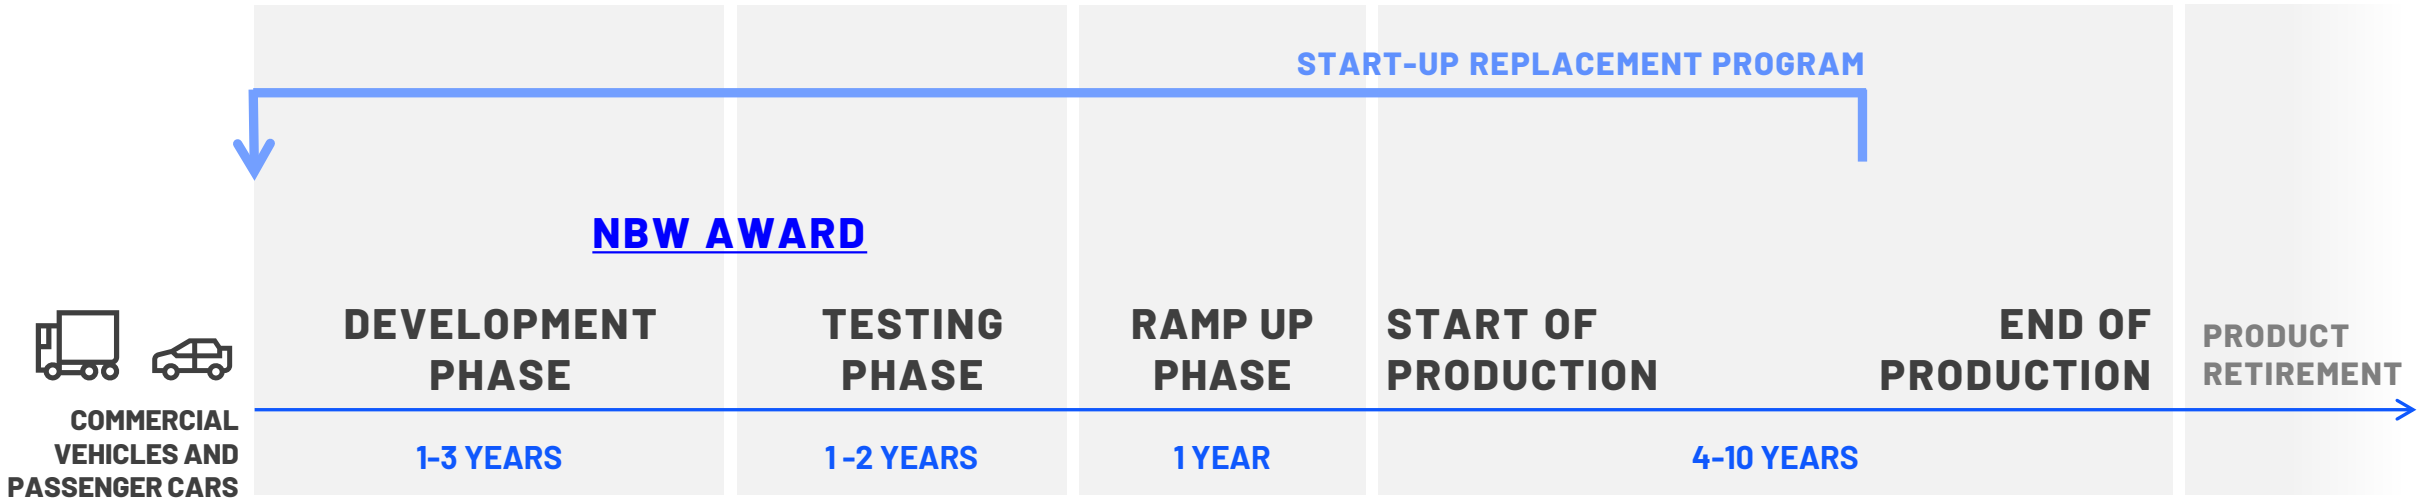 START-UP REPLACEMENT PROGRAM
NBW AWARD
DEVELOPMENT
PHASE
TESTING
PHASE
RAMP UP
PHASE
START OF
PRODUCTION
END OF
PRODUCTION
PRODUCT
RETIREMENT
COMMERCIAL
VEHICLES AND
PASSENGER CARS
1-3 YEARS
1-2 YEARS
1 YEAR
4-10 YEARS